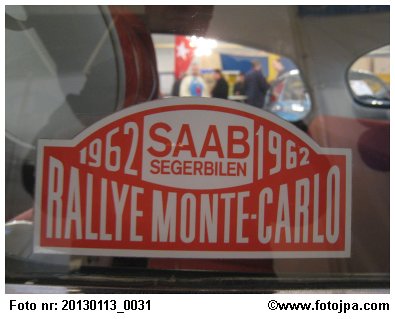 1962 SAAB 1962
SEGERBILEN
RALLYE MONTE-CARLO
Foto nr: 20130113_0031 ©www.fotojpa.com